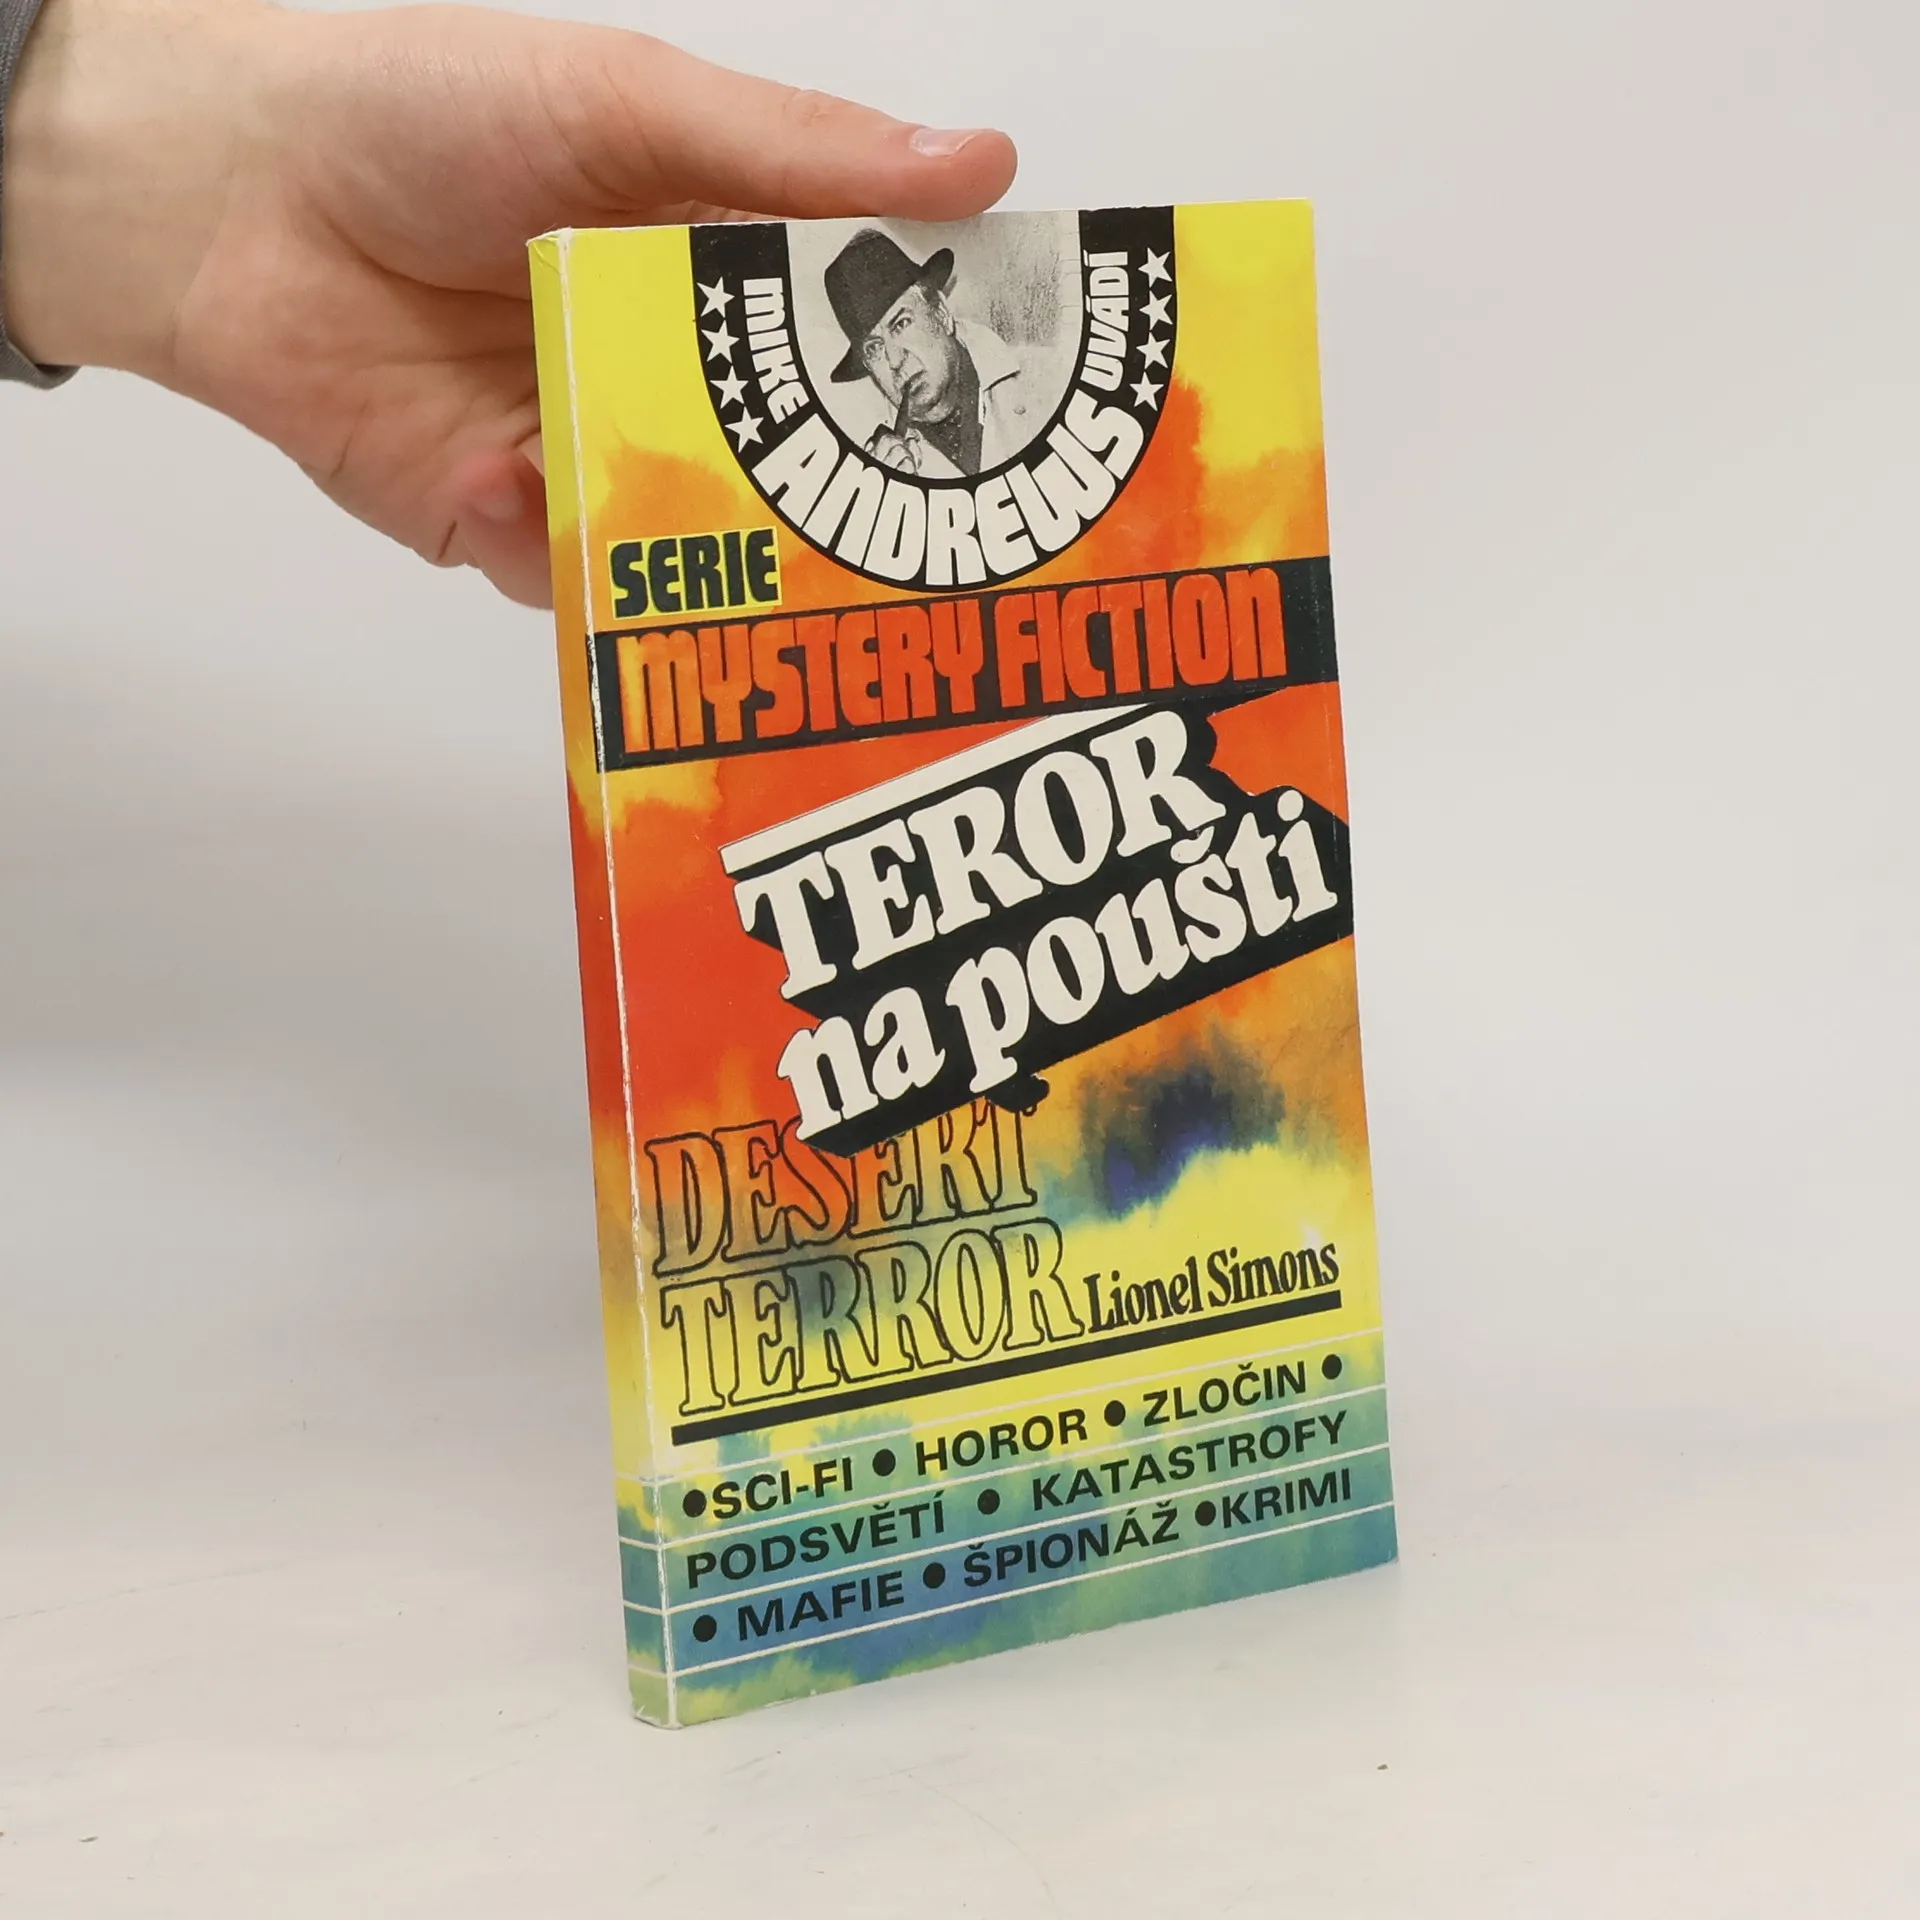 MIKE ANDREWS UVÁDÍ
SERIE
MYSTERY FICTION
TEROR
na poušti
DESERT
TERROR
Lionel Simons
•SCI-FI • HOROR • ZLOČIN •
PODSVĚTÍ • KATASTROFY
• MAFIE • ŠPIONÁŽ •KRIMI